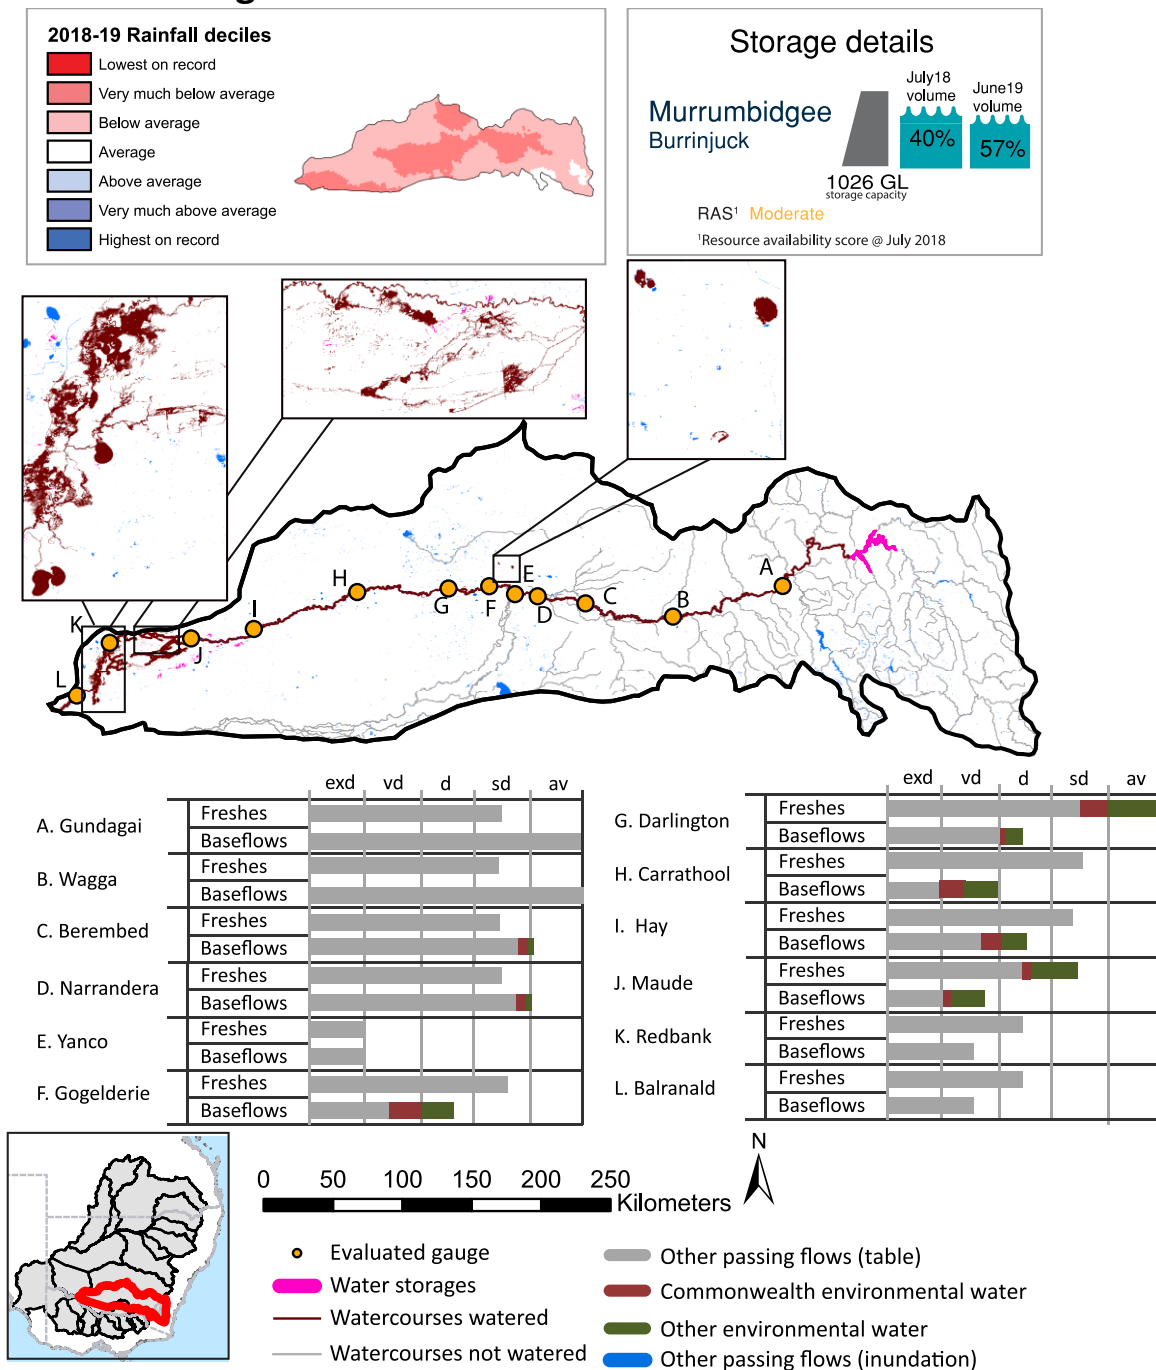 2018-19 Rainfall deciles
Lowest on record
Very much below average
Below average
Average
Above average
Very much above average
Highest on record
Storage details
Murrumbidgee
Burrinjuck
July18
volume
40%
June19
volume
57%
1026 GL
storage capacity
RAS¹ Moderate
¹Resource availability score @ July 2018
A
B
C
D
E
F
G
H
I
J
K
L
exd vd d sd av
A. Gundagai Freshes
Baseflows
B. Wagga Freshes
Baseflows
C. Berembed Freshes
Baseflows
D. Narrandera Freshes
Baseflows
E. Yanco Freshes
Baseflows
F. Gogelderie Freshes
Baseflows
exd vd d sd av
G. Darlington Freshes
Baseflows
H. Carrathool Freshes
Baseflows
I. Hay Freshes
Baseflows
J. Maude Freshes
Baseflows
K. Redbank Freshes
Baseflows
L. Balranald Freshes
Baseflows
0 50 100 150 200 250
Kilometers
N
Evaluated gauge
Water storages
Watercourses watered
Watercourses not watered
Other passing flows (table)
Commonwealth environmental water
Other environmental water
Other passing flows (inundation)